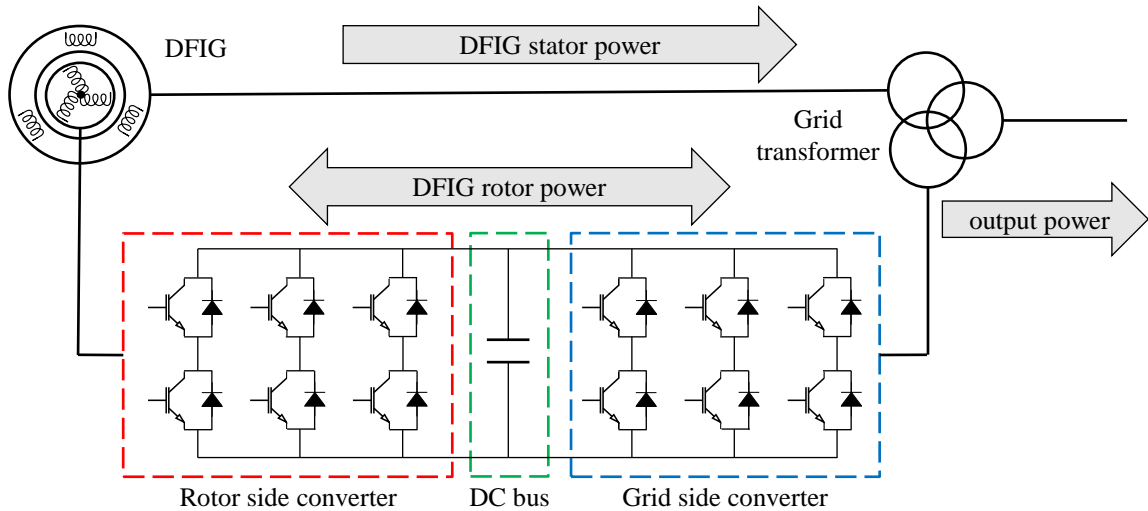 DFIG
DFIG stator power
Grid
transformer
DFIG rotor power
output power
Rotor side converter
DC bus
Grid side converter